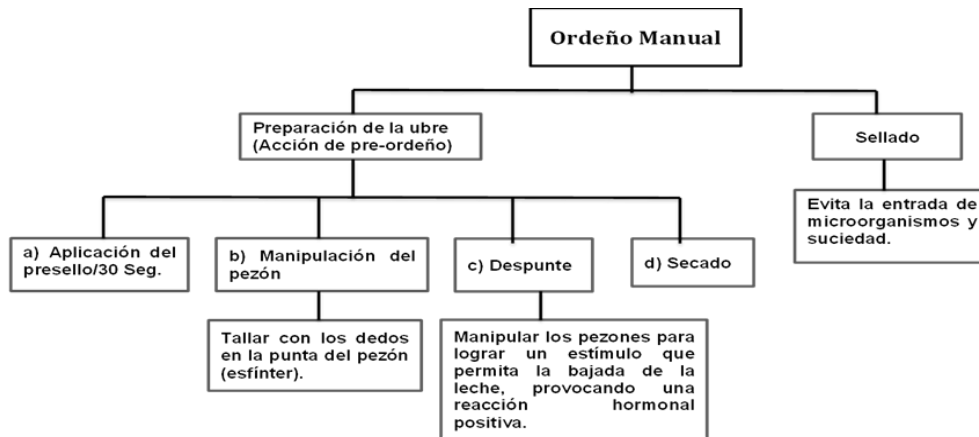 Ordeño Manual
Preparación de la ubre
(Acción de pre-ordeño)
Sellado
Evita la entrada de
microorganismos y
suciedad.
a) Aplicación del
presello/30 Seg.
b) Manipulación del
pezón
c) Despunte
d) Secado
Tallar con los dedos
en la punta del pezón
(esfínter).
Manipular los pezones para
lograr un estímulo que
permita la bajada de la
leche, provocando una
reacción hormonal
positiva.